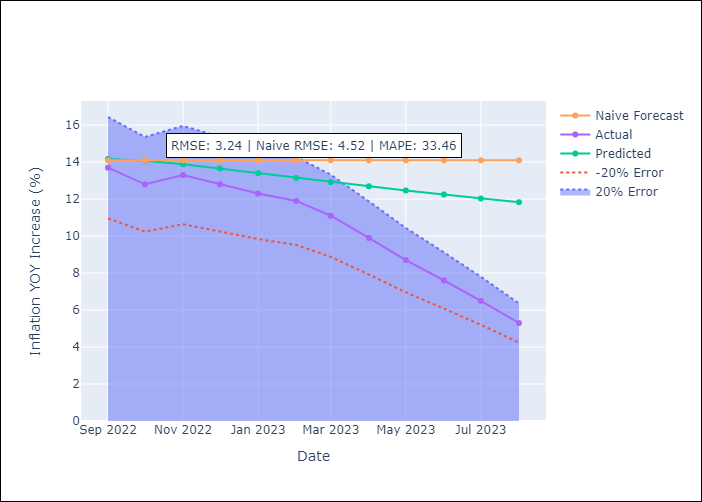 RMSE: 3.24 | Naive RMSE: 4.52 | MAPE: 33.46
Naive Forecast
Actual
Predicted
-20% Error
20% Error
Inflation YOY Increase (%)
16
14
12
10
8
6
4
2
0
Sep 2022 Nov 2022 Jan 2023 Mar 2023 May 2023 Jul 2023
Date